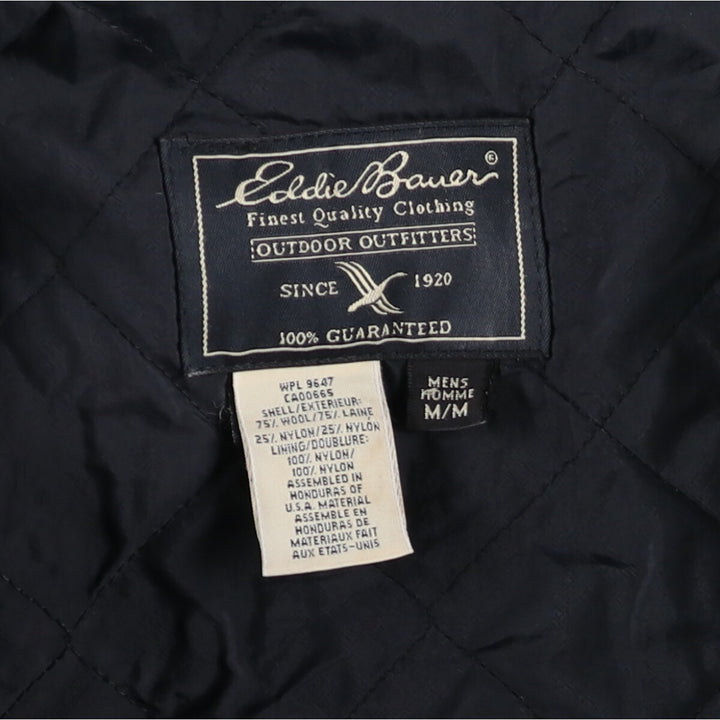 Eddie Bauer®
Finest Quality Clothing
OUTDOOR OUTFITTERS
SINCE 1920
100% GUARANTEED
WPL 9647
CA00665
SHELL/EXTERIEUR:
75% WOOL/75% LAINE
25% NYLON/25% NYLON
LINING/DOUBLURE:
100% NYLON/
100% NYLON
ASSEMBLED IN
HONDURAS OF
U.S.A. MATERIAL
ASSEMBLE EN
HONDURAS DE
MATERIAUX FAIT
AUX ETATS-UNIS
MENS
HOMME
M/M